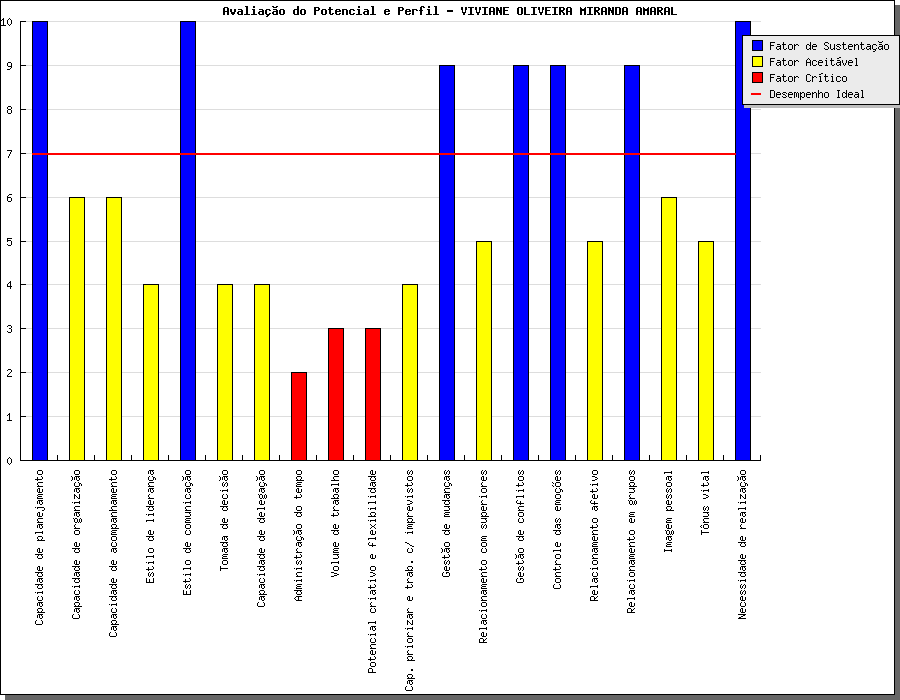 Avaliação do Potencial e Perfil - VIVIANE OLIVEIRA MIRANDA AMARAL
Fator de Sustentação
Fator Aceitável
Fator Crítico
Desempenho Ideal
10
9
8
7
6
5
4
3
2
1
0
Capacidade de planejamento
Capacidade de organização
Capacidade de acompanhamento
Estilo de liderança
Estilo de comunicação
Tomada de decisão
Capacidade de delegação
Administração do tempo
Volume de trabalho
Potencial criativo e flexibilidade
Cap. priorizar e trab. c/ imprevistos
Gestão de mudanças
Relacionamento com superiores
Gestão de conflitos
Controle das emoções
Relacionamento afetivo
Relacionamento em grupos
Imagem pessoal
Tônus vital
Necessidade de realização